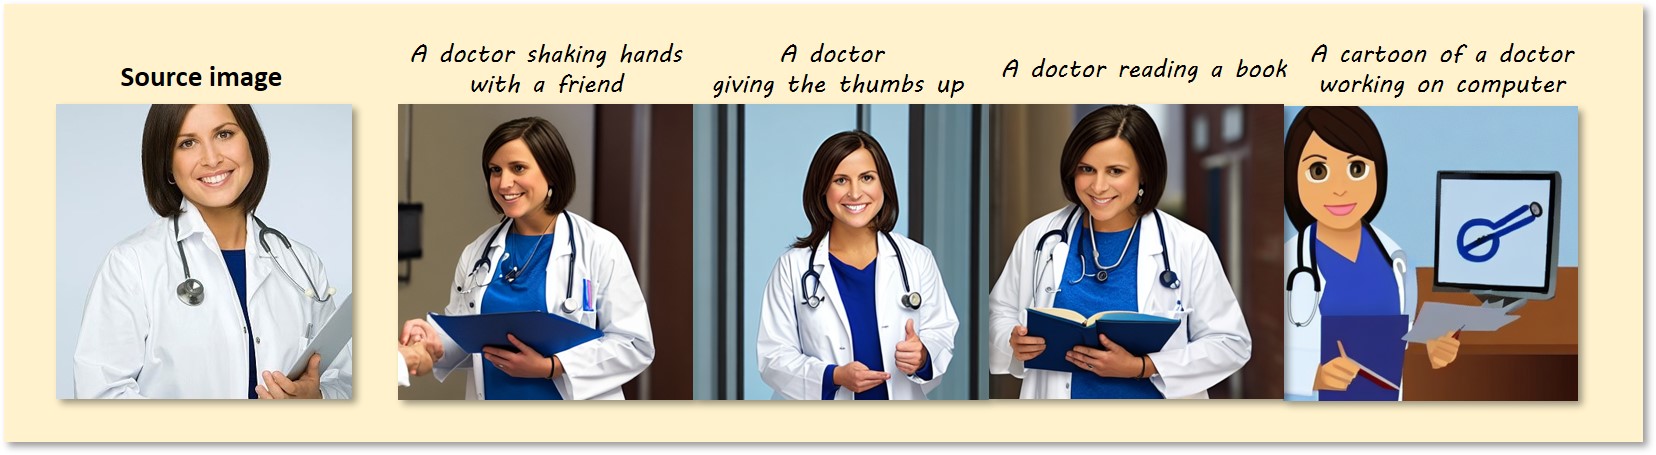 Source image
A doctor shaking hands
with a friend
A doctor
giving the thumbs up
A doctor reading a book
A cartoon of a doctor
working on computer